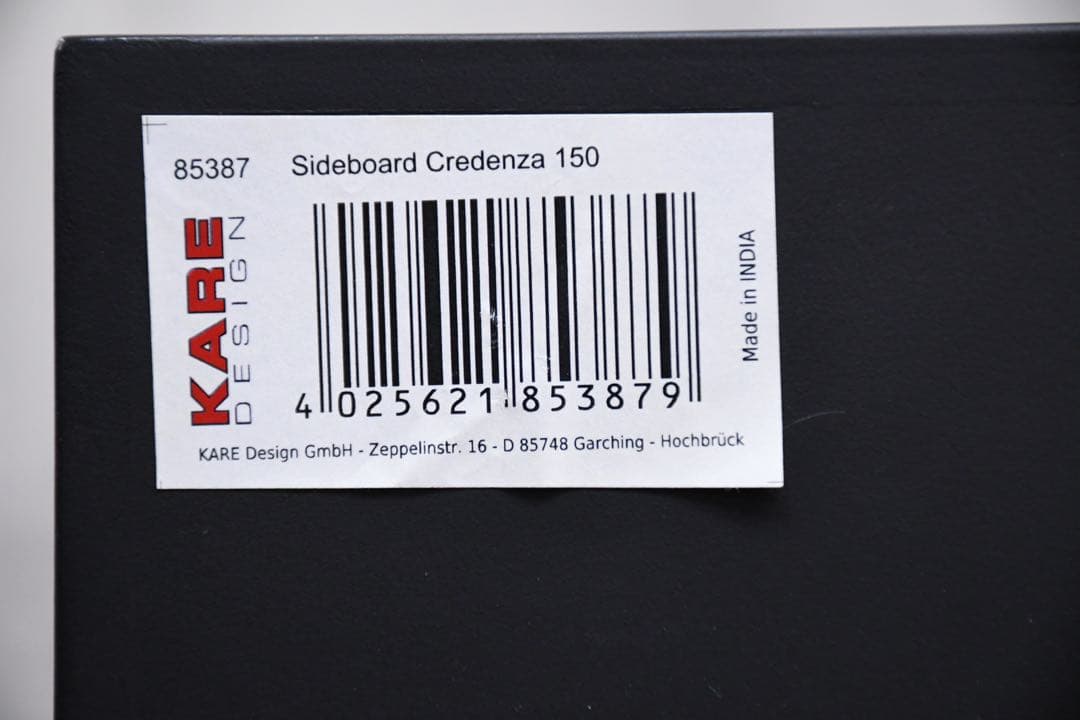 85387 Sideboard Credenza 150
KARE
DESIGN
4 025621 853879
Made in INDIA
KARE Design GmbH - Zeppelinstr. 16 - D 85748 Garching - Hochbrück